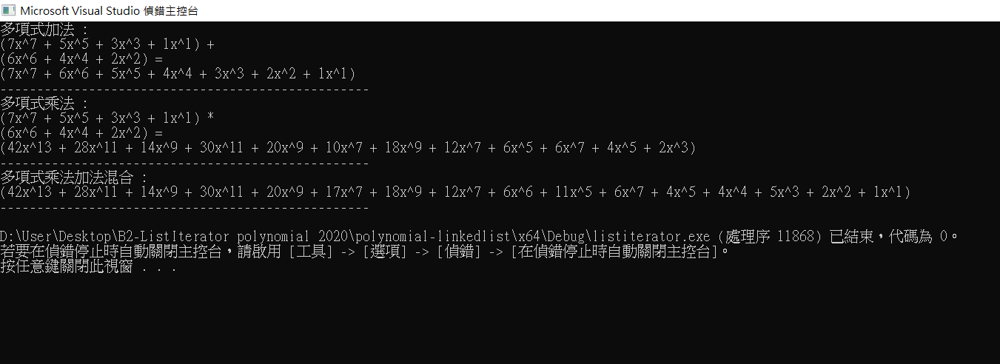 Microsoft Visual Studio 偵錯主控台
多項式加法 :
(7x^7 + 5x^5 + 3x^3 + 1x^1) +
(6x^6 + 4x^4 + 2x^2) =
(7x^7 + 6x^6 + 5x^5 + 4x^4 + 3x^3 + 2x^2 + 1x^1)
--------------------------------------------------
多項式乘法 :
(7x^7 + 5x^5 + 3x^3 + 1x^1) *
(6x^6 + 4x^4 + 2x^2) =
(42x^13 + 28x^11 + 14x^9 + 30x^11 + 20x^9 + 10x^7 + 18x^9 + 12x^7 + 6x^5 + 6x^7 + 4x^5 + 2x^3)
--------------------------------------------------
多項式乘法加法混合 :
(42x^13 + 28x^11 + 14x^9 + 30x^11 + 20x^9 + 17x^7 + 18x^9 + 12x^7 + 6x^6 + 11x^5 + 6x^7 + 4x^5 + 4x^4 + 5x^3 + 2x^2 + 1x^1)
--------------------------------------------------
D:\User\Desktop\B2-ListIterator polynomial 2020\polynomial-linkedlist\x64\Debug\listiterator.exe (處理序 11868) 已結束，代碼為 0。
若要在偵錯停止時自動關閉主控台，請啟用 [工具] -> [選項] -> [偵錯] -> [在偵錯停止時自動關閉主控台]。
按任意鍵關閉此視窗 . . .